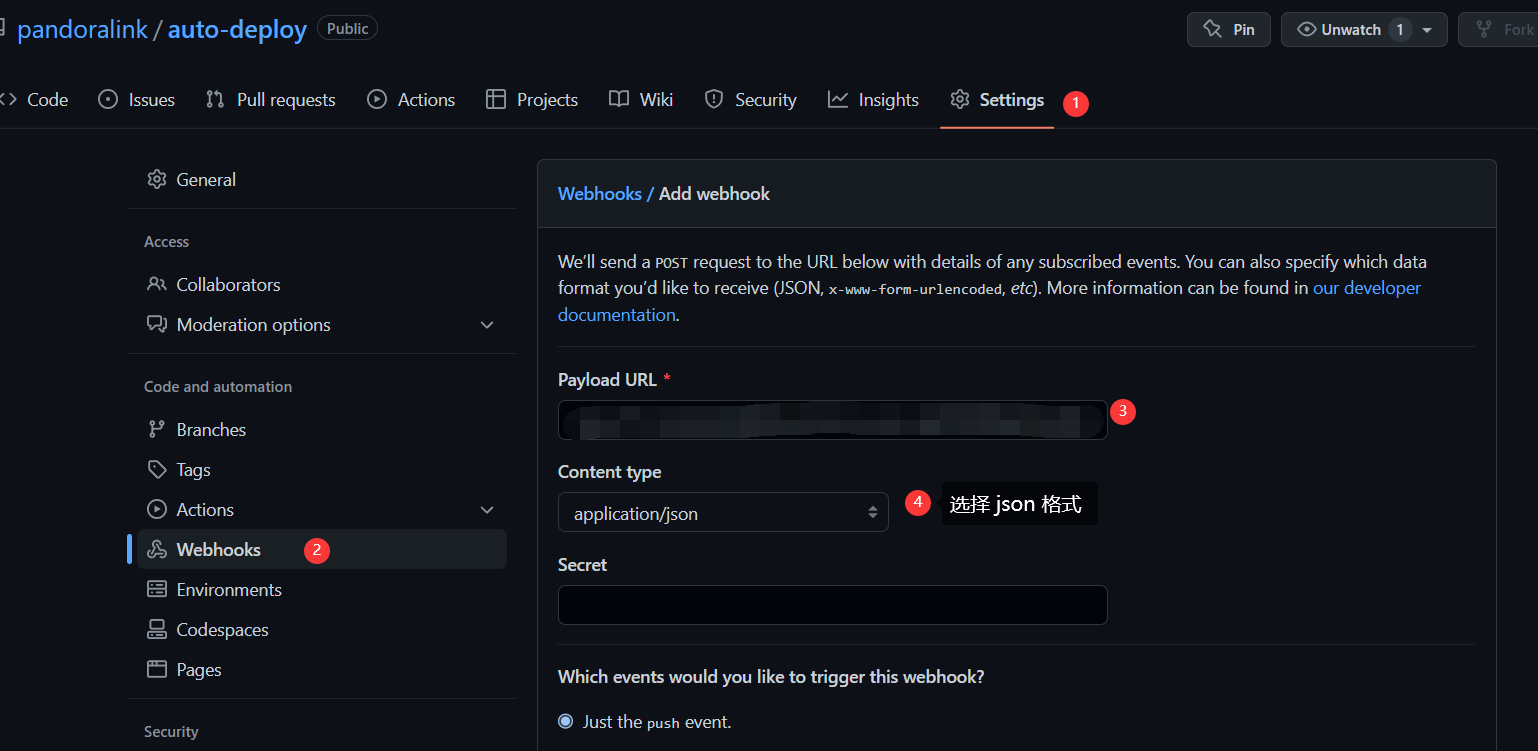 pandoralink / auto-deploy Public
Pin
Unwatch 1
Fork
Code
Issues
Pull requests
Actions
Projects
Wiki
Security
Insights
Settings
1
General
Access
Collaborators
Moderation options
Code and automation
Branches
Tags
Actions
Webhooks
2
Environments
Codespaces
Pages
Security
Webhooks / Add webhook
We’ll send a POST request to the URL below with details of any subscribed events. You can also specify which data
format you’d like to receive (JSON, x-www-form-urlencoded, etc). More information can be found in our developer
documentation.
Payload URL *
3
Content type
application/json
4
选择 json 格式
Secret
Which events would you like to trigger this webhook?
Just the push event.